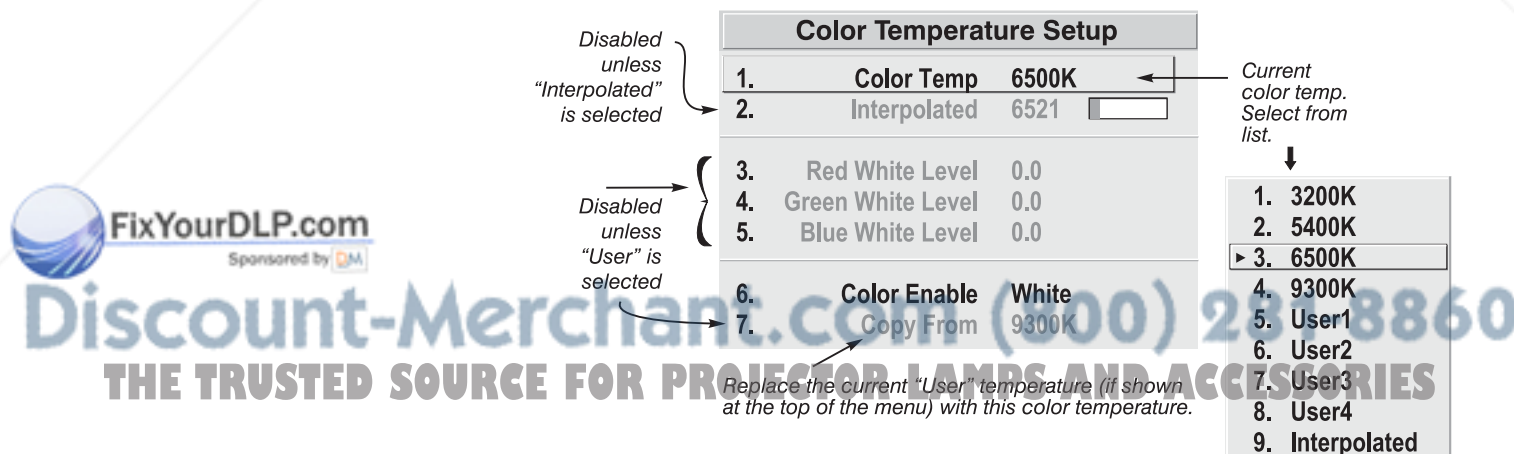 Color Temperature Setup
1. Color Temp 6500K
2. Interpolated 6521
3. Red White Level 0.0
4. Green White Level 0.0
5. Blue White Level 0.0
6. Color Enable White
7. Copy From 9300K
Disabled
unless
“Interpolated”
is selected
Disabled
unless
“User” is
selected
Current
color temp.
Select from
list.
1. 3200K
2. 5400K
3. 6500K
4. 9300K
5. User1
6. User2
7. User3
8. User4
9. Interpolated
Replace the current “User” temperature (if shown
at the top of the menu) with this color temperature.
FixYourDLP.com
Sponsored by DM
Discount-Merchant.com (800) 8860
THE TRUSTED SOURCE FOR PROJECTOR LAMPS AND ACCESSORIES